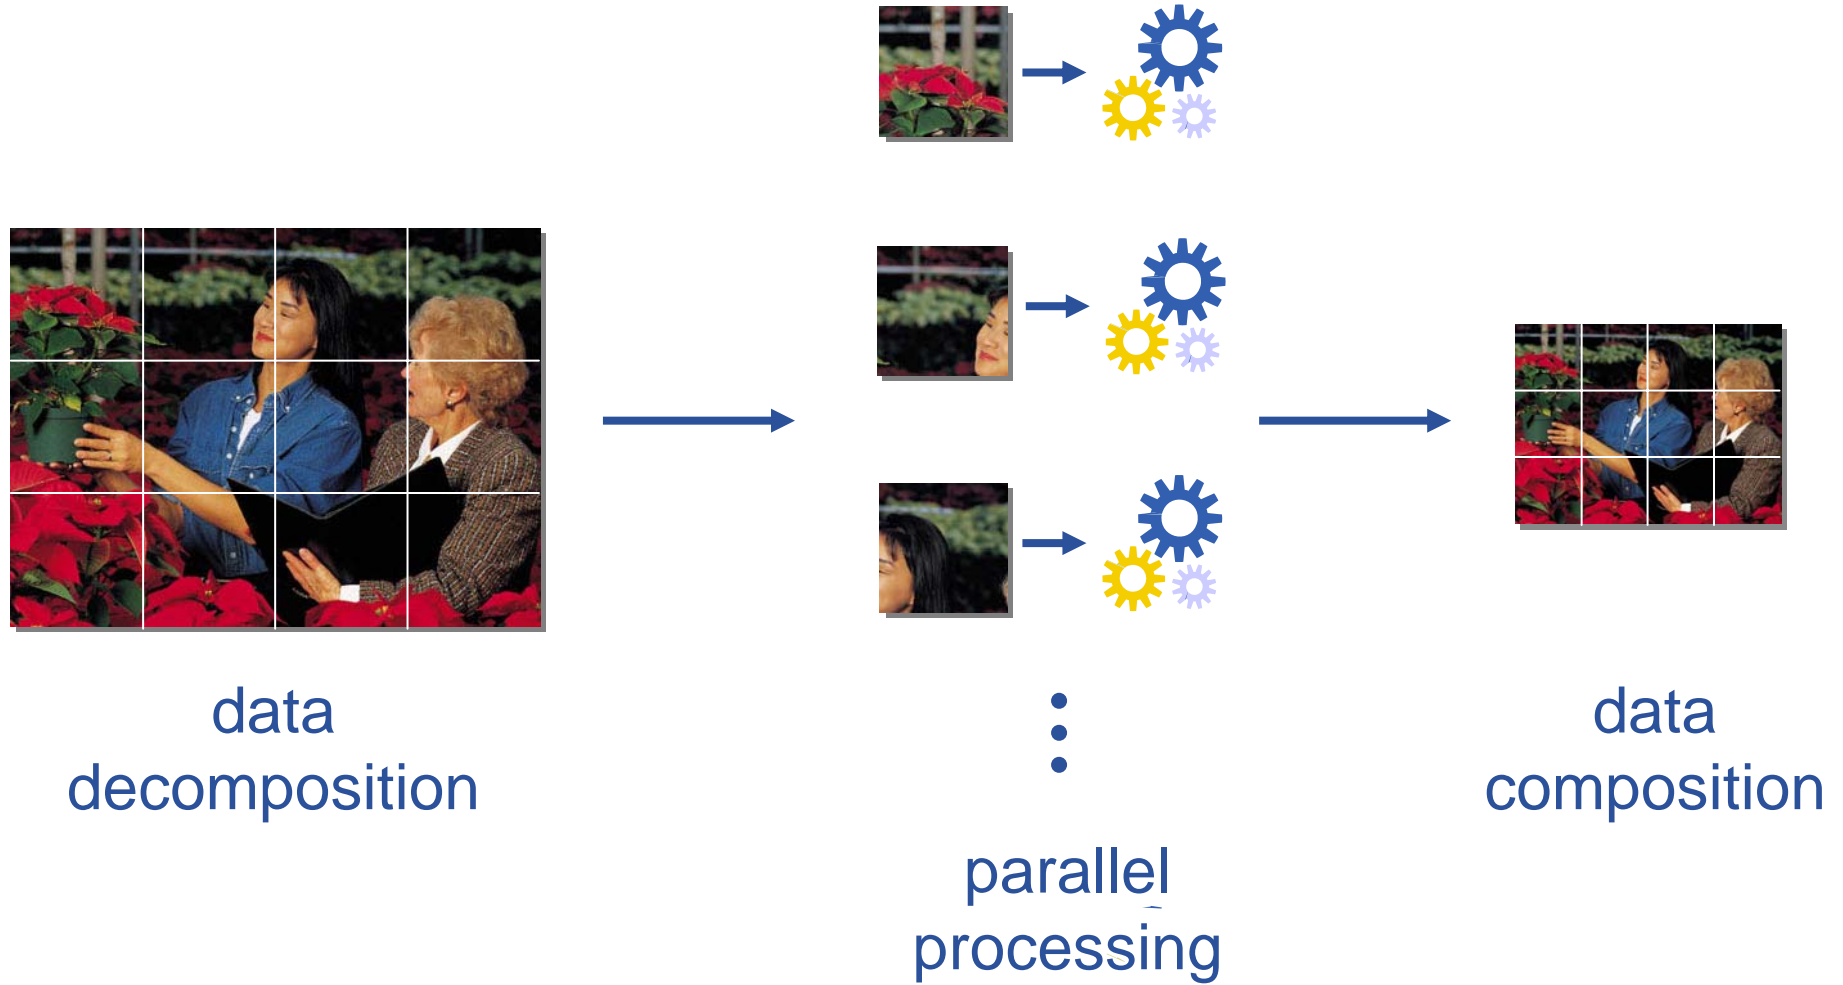 data
decomposition
parallel
processing
data
composition